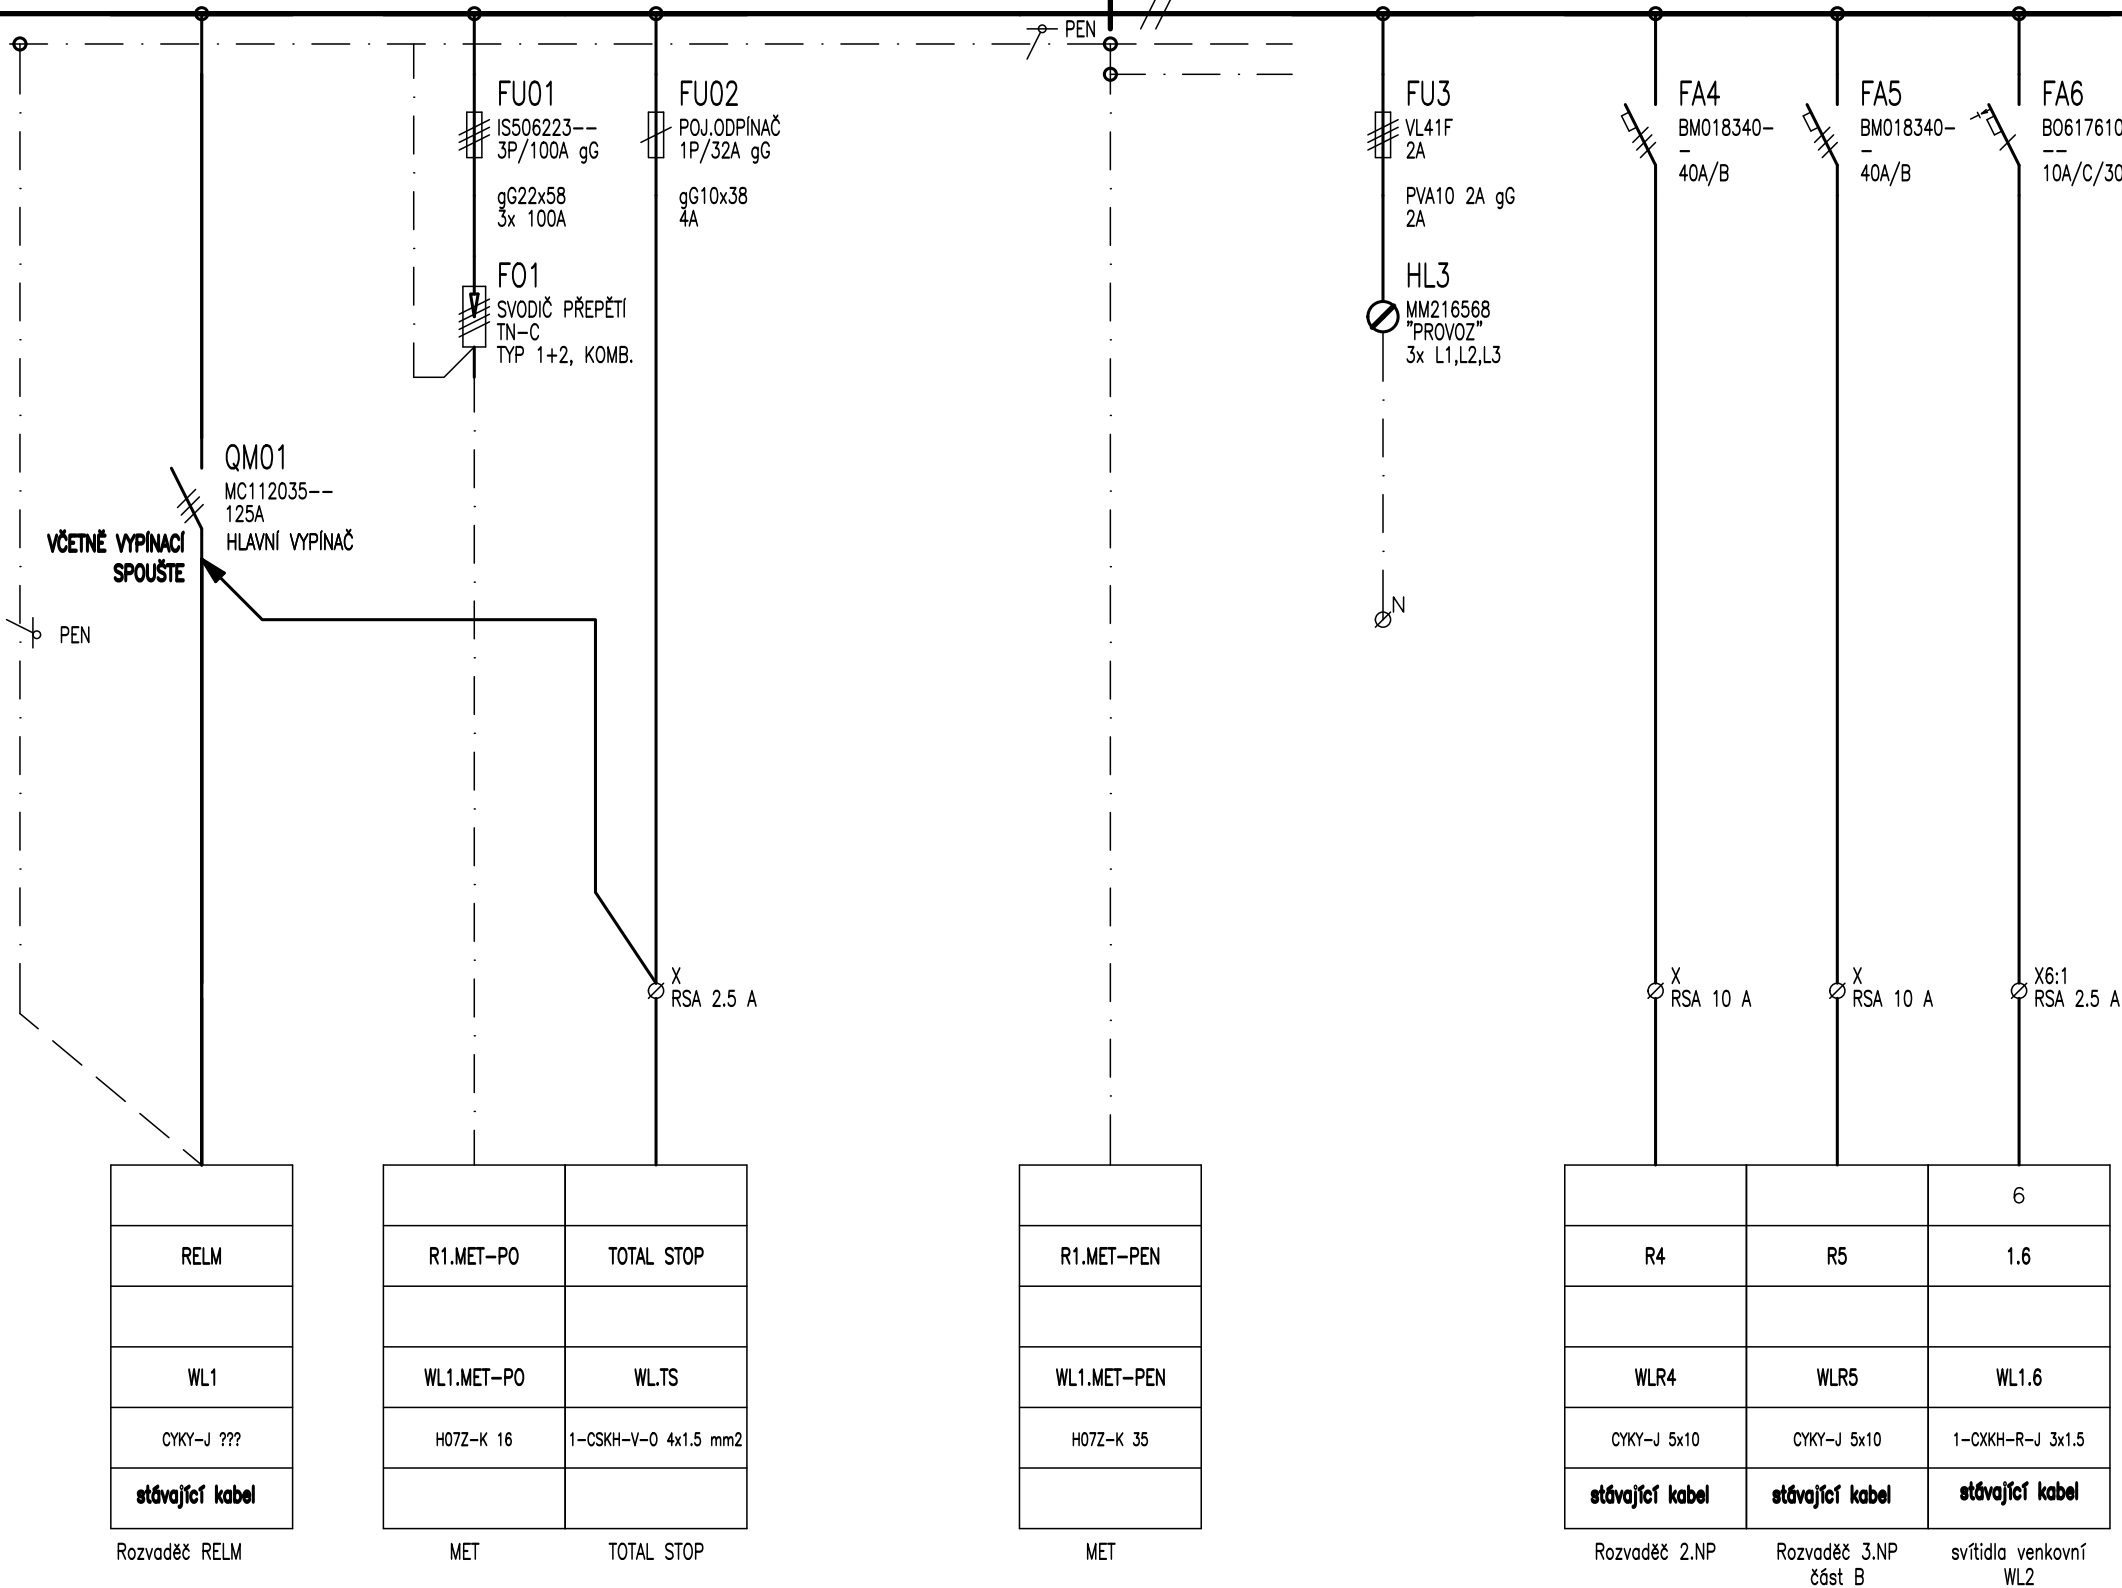 PEN
FU01
IS506223--
3P/100A gG
gG22x58
3x 100A
FU02
POJ.ODPÍNAČ
1P/32A gG
gG10x38
4A
FU3
VL41F
2A
PVA10 2A gG
2A
FA4
BM018340-
-
40A/B
FA5
BM018340-
-
40A/B
FA6
BO617610
--
10A/C/30
F01
SVODIČ PŘEPĚTÍ
TN-C
TYP 1+2, KOMB.
HL3
MM216568
"PROVOZ"
3x L1,L2,L3
QM01
MC112035--
125A
HLAVNÍ VYPÍNAČ
VČETNĚ VYPÍNACÍ
SPOUŠTE
PEN
N
X
RSA 2.5 A
X
RSA 10 A
X
RSA 10 A
X6:1
RSA 2.5 A
RELM
WL1
CYKY-J ???
stávající kabel
Rozvaděč RELM
R1.MET-PO
WL1.MET-PO
H07Z-K 16
MET
TOTAL STOP
WL.TS
1-CSKH-V-O 4x1.5 mm2
TOTAL STOP
R1.MET-PEN
WL1.MET-PEN
H07Z-K 35
MET
R4
WLR4
CYKY-J 5x10
stávající kabel
Rozvaděč 2.NP
R5
WLR5
CYKY-J 5x10
stávající kabel
Rozvaděč 3.NP
část B
6
1.6
WL1.6
1-CXKH-R-J 3x1.5
stávající kabel
svítidla venkovní
WL2